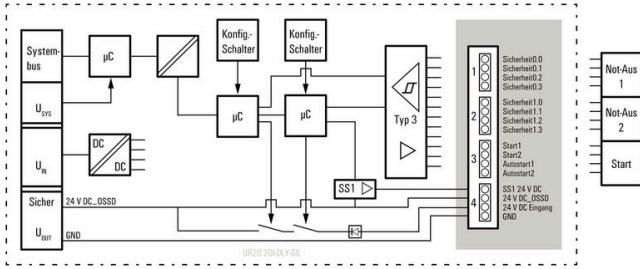 System-
bus
U SYS
U IN
Sicher
U OUT
µC
DC
DC
Konfig.-
Schalter
Konfig.-
Schalter
µC
µC
Typ 3
SS1
24 V DC_OSSD
GND
UR20 2DI-DLY-SIL
1
Sicherheit0.0
Sicherheit0.1
Sicherheit0.2
Sicherheit0.3
2
Sicherheit1.0
Sicherheit1.1
Sicherheit1.2
Sicherheit1.3
3
Start1
Start2
Autostart1
Autostart2
4
SS1 24 V DC
24 V DC_OSSD
24 V DC Eingang
GND
Not-Aus
1
Not-Aus
2
Start